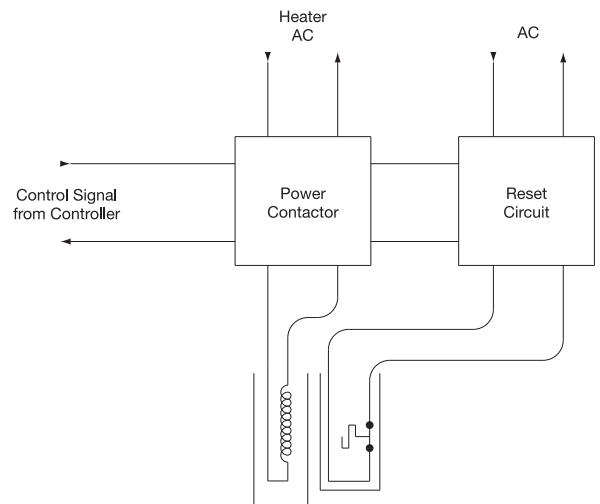 Heater
AC
AC
Control Signal
from Controller
Power
Contactor
Reset
Circuit